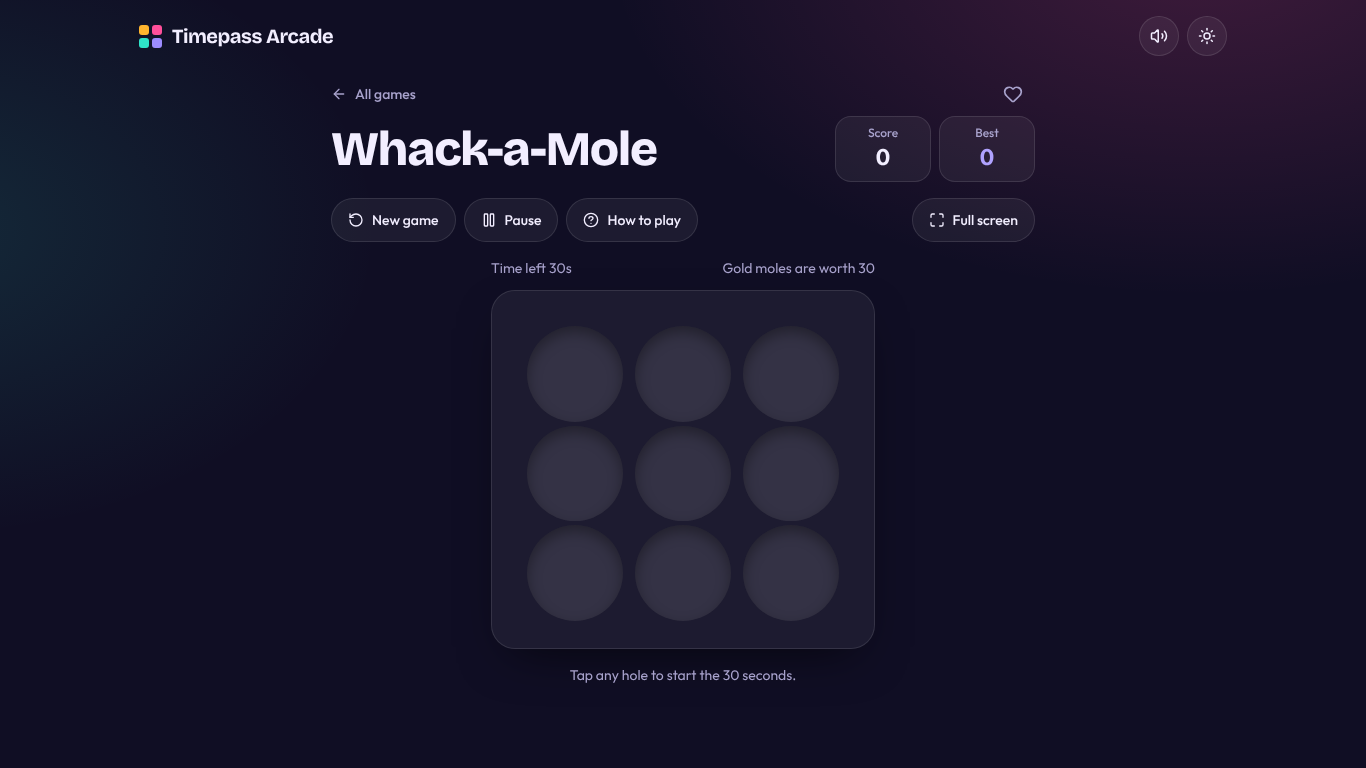 Timepass Arcade
All games
Whack-a-Mole
Score
0
Best
0
New game
Pause
How to play
Full screen
Time left 30s
Gold moles are worth 30
Tap any hole to start the 30 seconds.